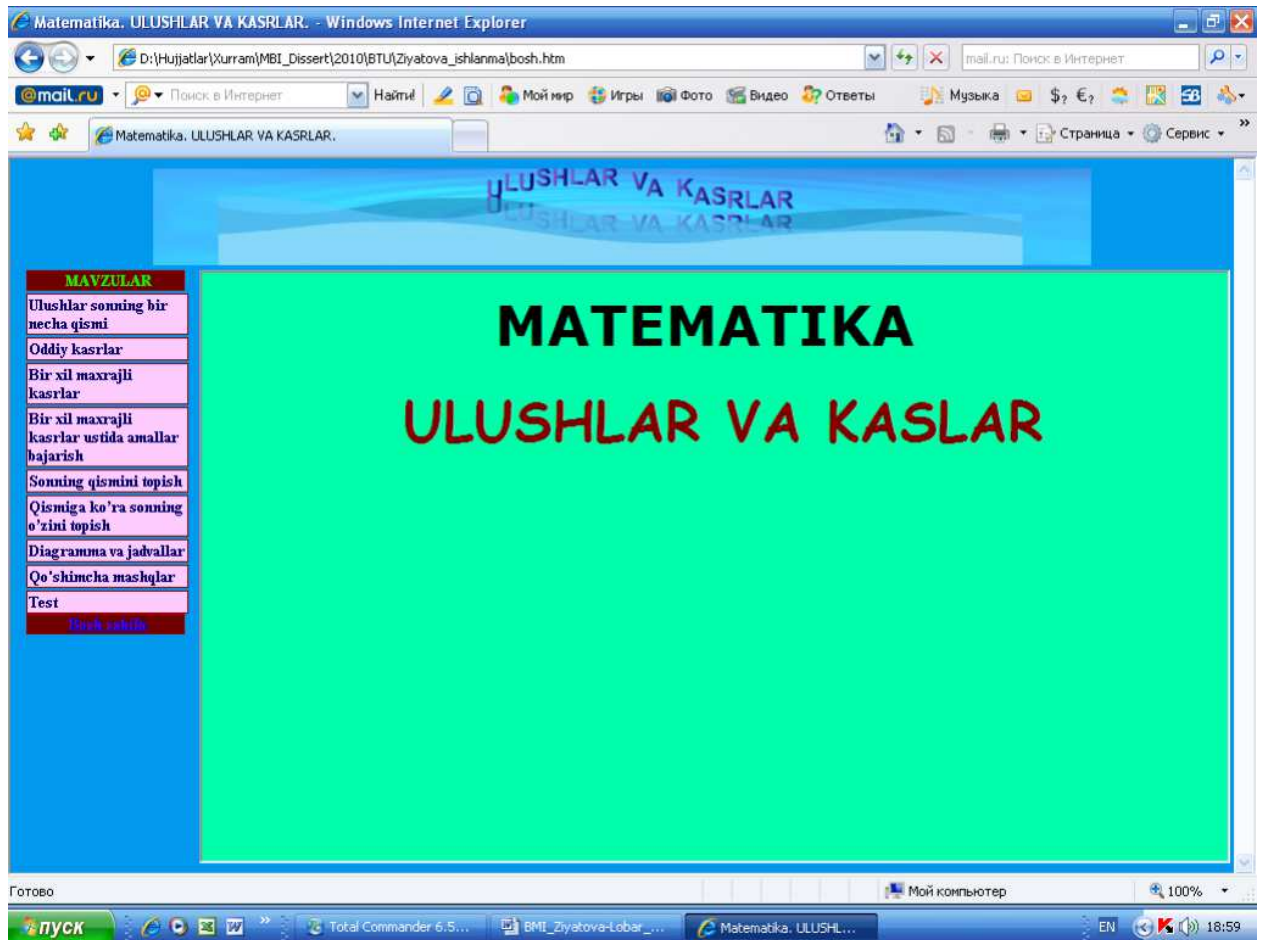 Matematika. ULUSHLAR VA KASRLAR. - Windows Internet Explorer
D:\Hujjatlar\Xurram\MBI_Dissert\2010\BTU\Ziyatova_ishlanma\bosh.htm
mail.ru: Поиск в Интернет
@mail.ru Поиск в Интернет Найти! Мой мир Игры Фото Видео Ответы Музыка $? €?
Matematika. ULUSHLAR VA KASRLAR. Страница Сервис
ULUSHLAR VA KASRLAR
MAVZULAR
Ulushlar sonning bir
necha qismi
Oddiy kasrlar
Bir xil maxrajli
kasrlar
Bir xil maxrajli
kasrlar ustida amallar
bajarish
Sonning qismini topish
Qismiga ko'ra sonning
o'zini topish
Diagramma va jadvallar
Qo'shimcha mashqlar
Test
Bosh sahifa
MATEMATIKA
ULUSHLAR VA KASLAR
Готово Мой компьютер 100%
пуск Total Commander 6.5... BMI_Ziyatova-Lobar_... Matematika. ULUSHL... EN 18:59